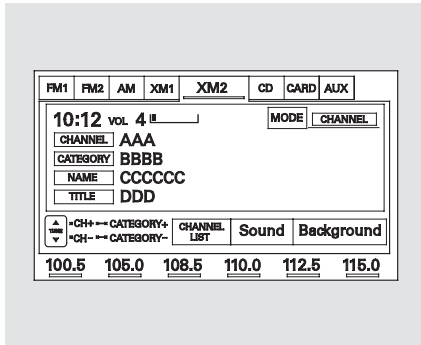 FM1 FM2 AM XM1 XM2 CD CARD AUX
10:12 VOL 4 MODE CHANNEL
CHANNEL AAA
CATEGORY BBBB
NAME CCCCCC
TITLE DDD
TUNE CH+ CATEGORY+ CHANNEL LIST Sound Background
CH− CATEGORY−
100.5 105.0 108.5 110.0 112.5 115.0